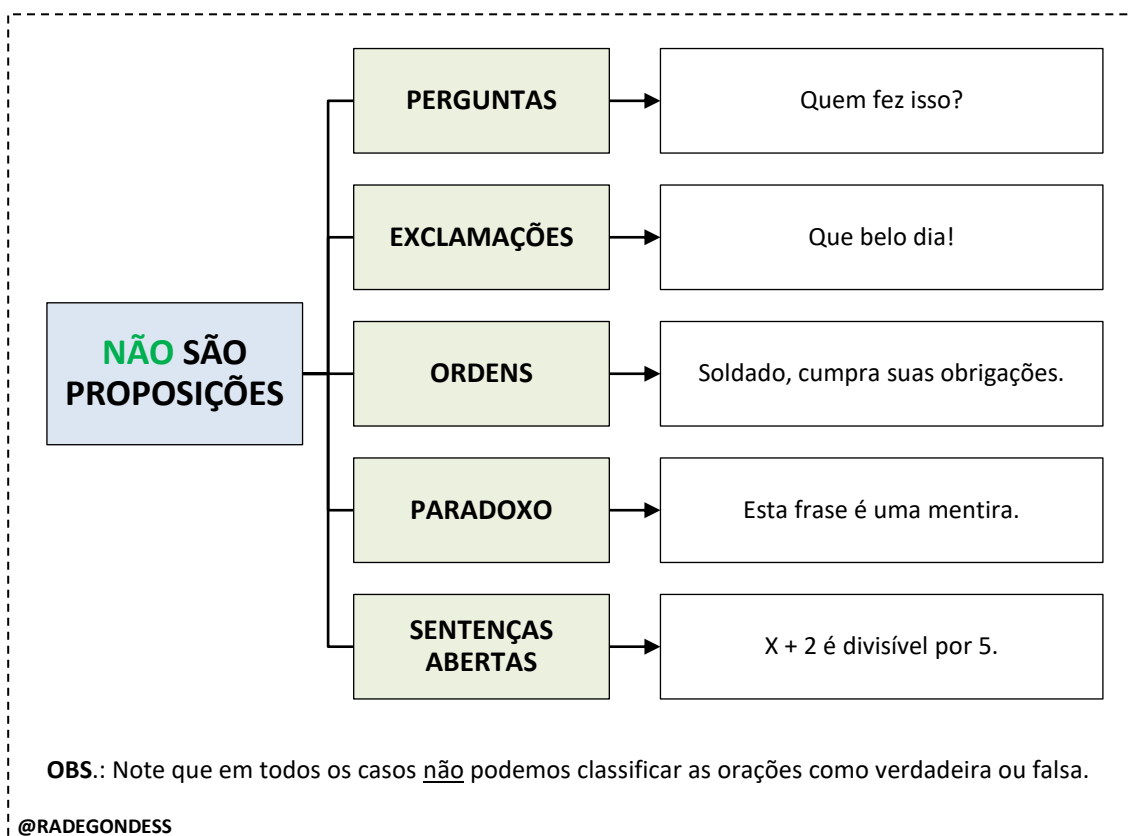 PERGUNTAS
Quem fez isso?
EXCLAMAÇÕES
Que belo dia!
NÃO SÃO
PROPOSIÇÕES
ORDENS
Soldado, cumpra suas obrigações.
PARADOXO
Esta frase é uma mentira.
SENTENÇAS
ABERTAS
X + 2 é divisível por 5.
OBS.: Note que em todos os casos não podemos classificar as orações como verdadeira ou falsa.
@RADEGONDESS